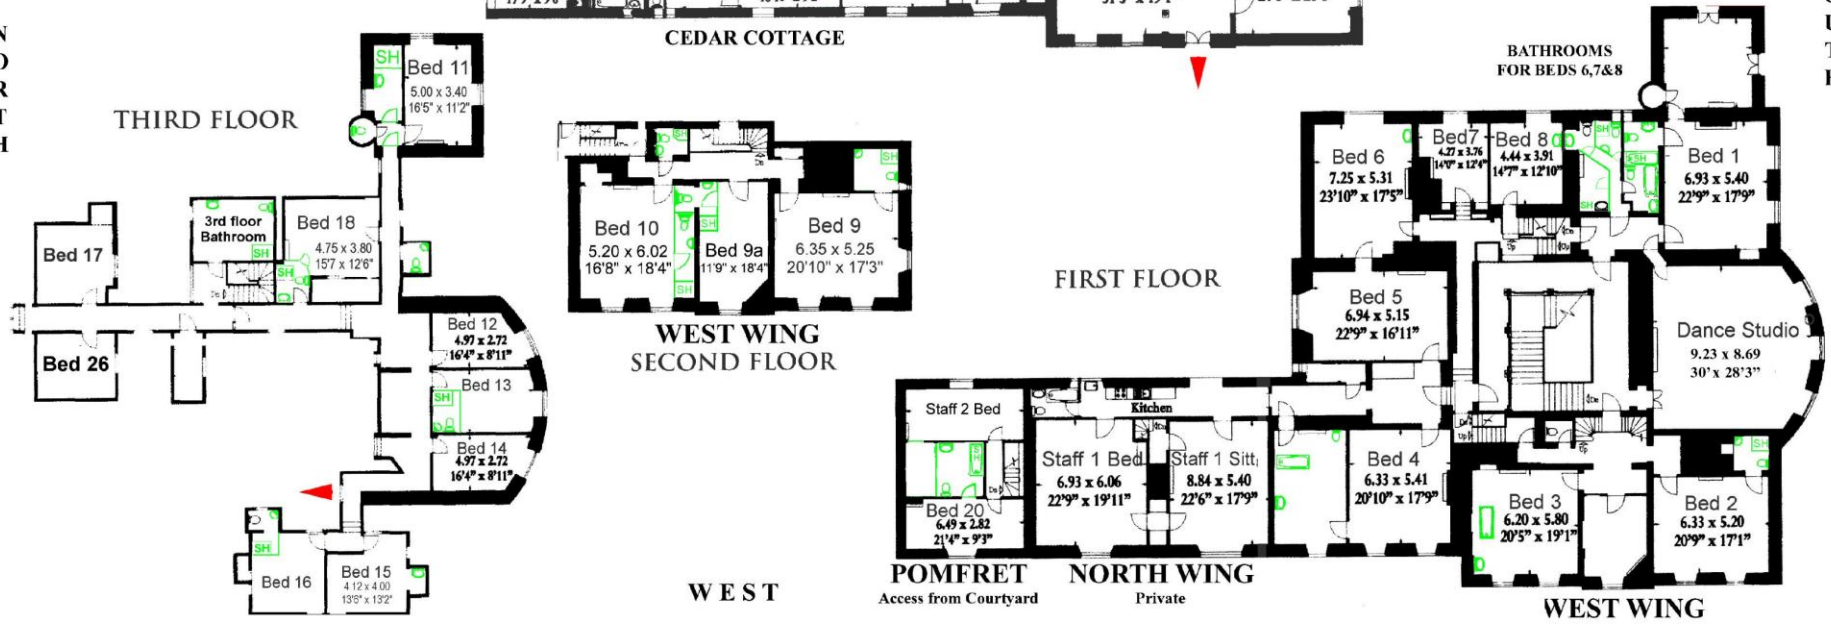 CEDAR COTTAGE
THIRD FLOOR
SH
Bed 11
5.00 x 3.40
16'5" x 11'2"
Bed 17
3rd floor
Bathroom
SH
Bed 18
4.75 x 3.80
15'7 x 12'6"
SH
Dn
Bed 26
Bed 12
4.97 x 2.72
16'4" x 8'11"
Bed 13
SH
Bed 14
4.97 x 2.72
16'4" x 8'11"
SH
Bed 16
Bed 15
4.12 x 4.00
13'6" x 13'2"
SH
SH
Bed 10
5.20 x 6.02
16'8" x 18'4"
SH
SH
Bed 9a
11'9" x 18'4"
Bed 9
6.35 x 5.25
20'10" x 17'3"
WEST WING
SECOND FLOOR
WEST
FIRST FLOOR
BATHROOMS
FOR BEDS 6,7&8
Bed 6
7.25 x 5.31
23'10" x 17'5"
Bed7
4.27 x 3.76
14'0" x 12'4"
Bed 8
4.44 x 3.91
14'7" x 12'10"
SH
SH
SH
Bed 1
6.93 x 5.40
22'9" x 17'9"
Dn
Up
Bed 5
6.94 x 5.15
22'9" x 16'11"
Dance Studio
9.23 x 8.69
30' x 28'3"
Dn
Staff 2 Bed
SH
Dn
Bed 20
6.49 x 2.82
21'4" x 9'3"
Kitchen
Dn
Staff 1 Bed
6.93 x 6.06
22'9" x 19'11"
Staff 1 Sitt
8.84 x 5.40
22'6" x 17'9"
Bed 4
6.33 x 5.41
20'10" x 17'9"
Dn
Up
Up
SH
Bed 3
6.20 x 5.80
20'5" x 19'1"
Bed 2
6.33 x 5.20
20'9" x 17'1"
POMFRET
Access from Courtyard
NORTH WING
Private
WEST WING